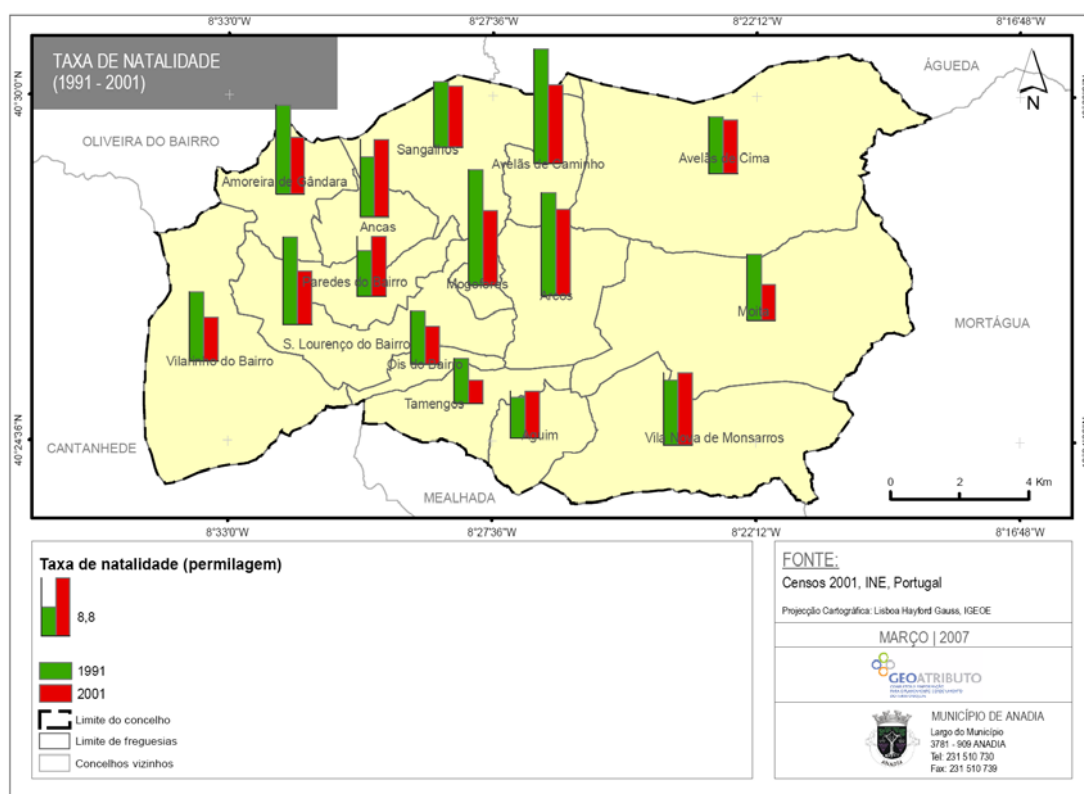 8°33'0"W
8°27'36"W
8°22'12"W
8°16'48"W
TAXA DE NATALIDADE
(1991 - 2001)
ÁGUEDA
N
40°30'0"N
OLIVEIRA DO BAIRRO
Sangalhos
Avelãs de Caminho
Avelãs de Cima
Amoreira de Gândara
Ancas
Paredes do Bairro
Mogofores
Arcos
Moita
MORTÁGUA
S. Lourenço do Bairro
Vilarinho do Bairro
Óis do Bairro
Tamengos
Aguim
Vila Nova de Monsarros
40°24'36"N
CANTANHEDE
MEALHADA
0 2 4 Km
8°33'0"W
8°27'36"W
8°22'12"W
8°16'48"W
Taxa de natalidade (permilagem)
8,8
1991
2001
Limite do concelho
Limite de freguesias
Concelhos vizinhos
FONTE:
Censos 2001, INE, Portugal
Projecção Cartográfica: Lisboa Hayford Gauss, IGEOE
MARÇO | 2007
GEOATRIBUTO
MUNICÍPIO DE ANADIA
Largo do Município
3781 - 909 ANADIA
Tel: 231 510 730
Fax: 231 510 739
ANADIA